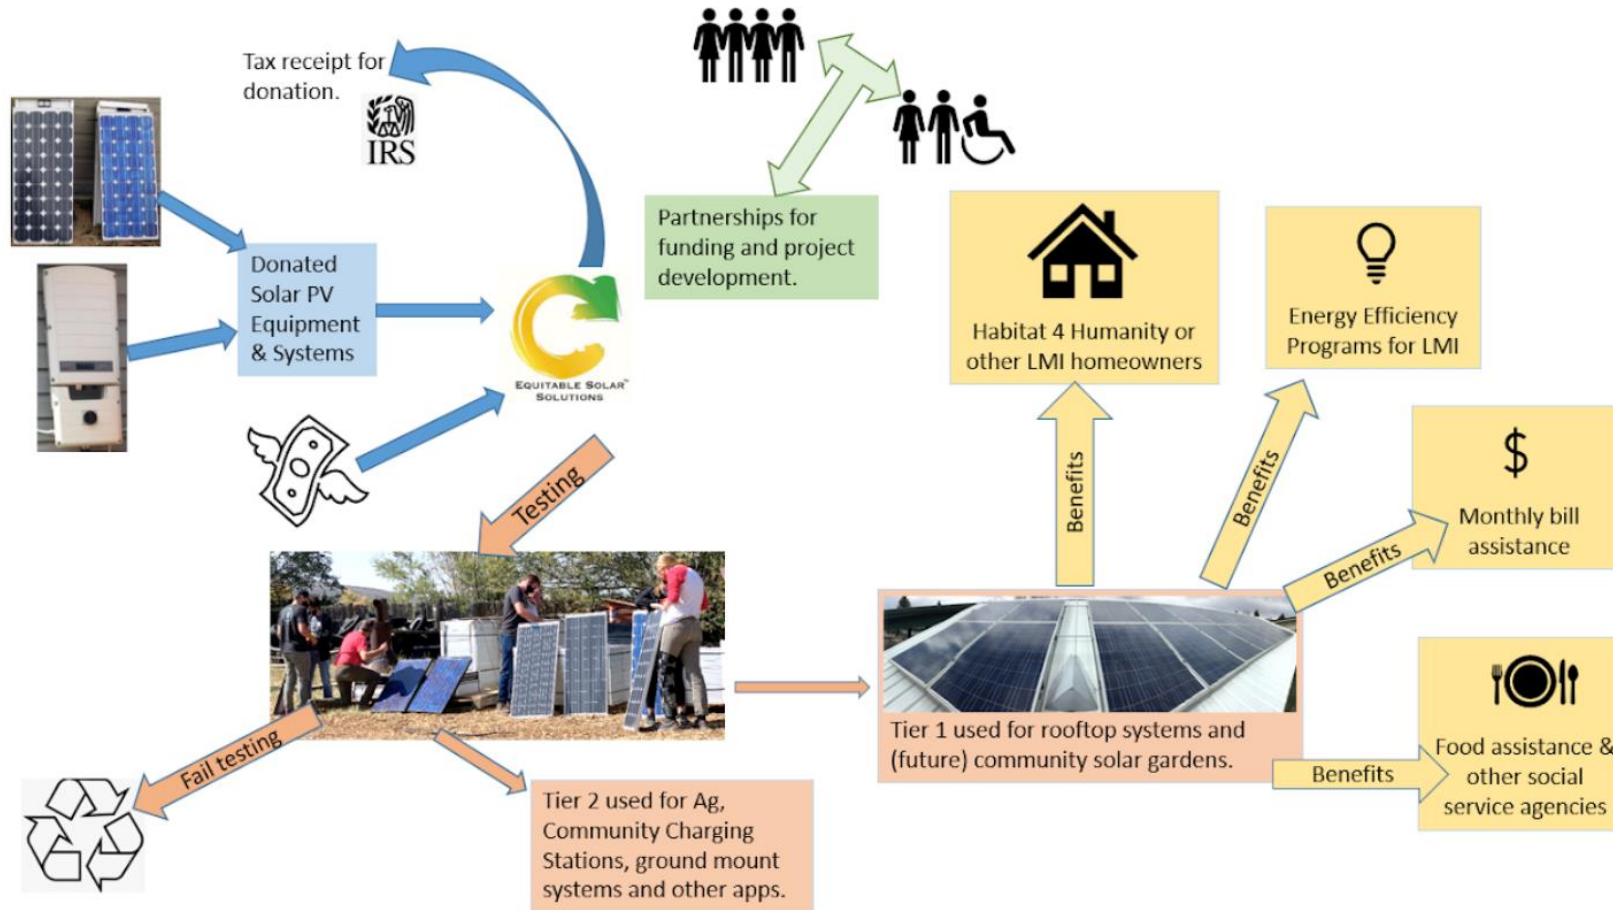 Tax receipt for
donation.
IRS
Donated
Solar PV
Equipment
& Systems
EQUITABLE SOLAR™
SOLUTIONS
Partnerships for
funding and project
development.
Habitat 4 Humanity or
other LMI homeowners
Energy Efficiency
Programs for LMI
$
Monthly bill
assistance
Food assistance &
other social
service agencies
Benefits
Benefits
Benefits
Benefits
Testing
Fail testing
Tier 1 used for rooftop systems and
(future) community solar gardens.
Tier 2 used for Ag,
Community Charging
Stations, ground mount
systems and other apps.